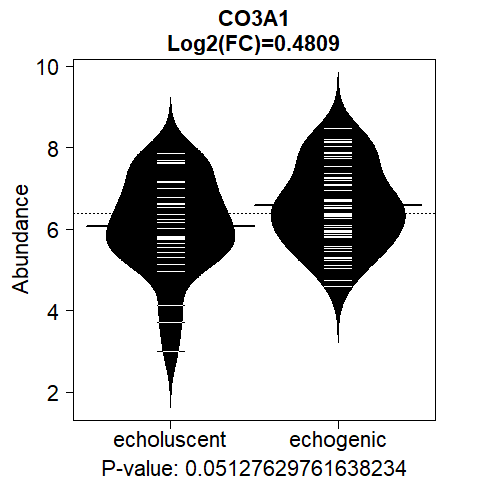 CO3A1
Log2(FC)=0.4809
10
8
6
4
2
Abundance
echoluscent echogenic
P-value: 0.05127629761638234